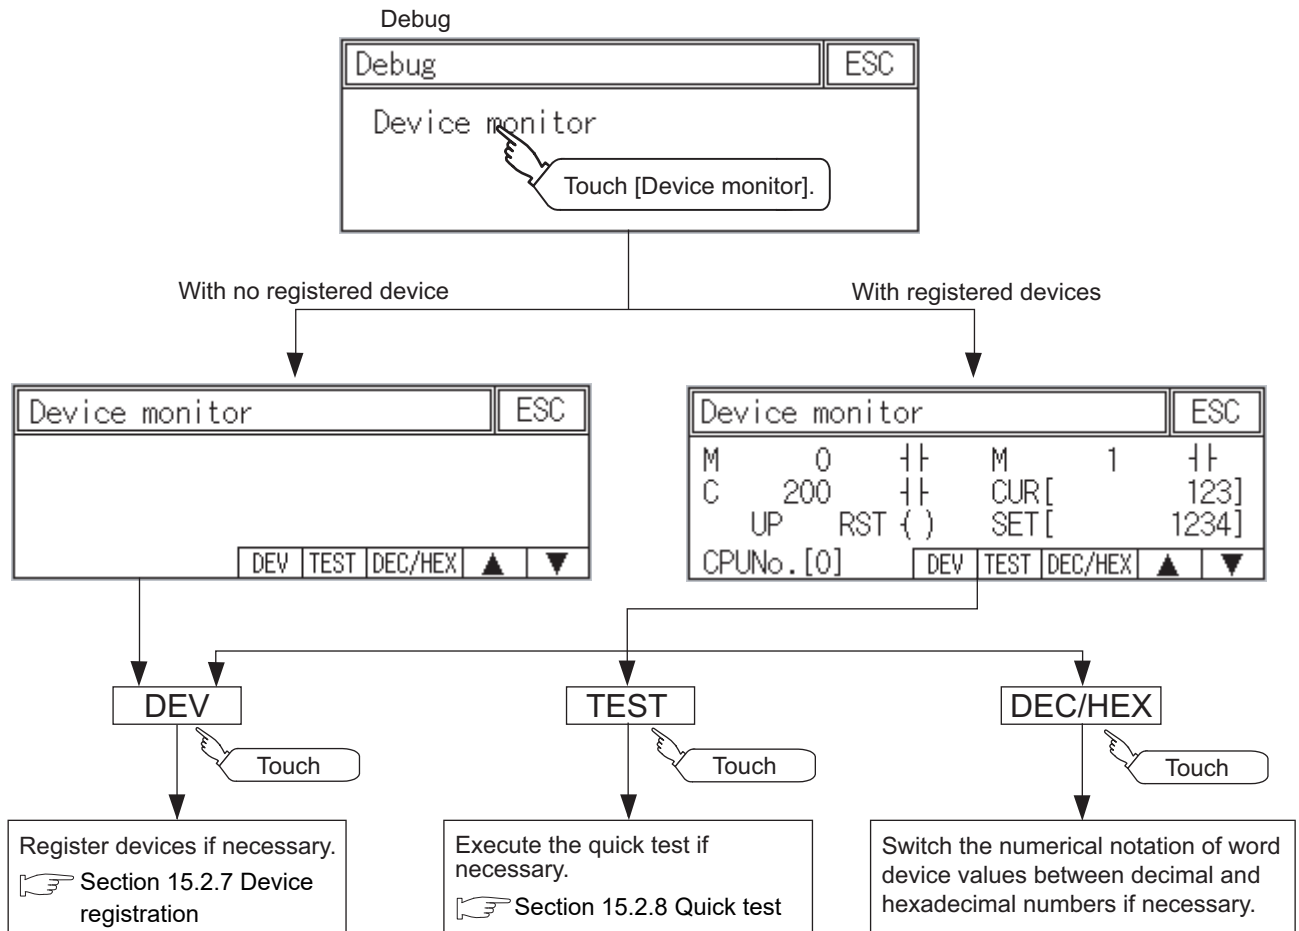 Debug
Debug ESC
Device monitor
Touch [Device monitor].
With no registered device
With registered devices
Device monitor ESC
DEV TEST DEC/HEX ▲ ▼
Device monitor ESC
M 0 ┤├ M 1 ┤├
C 200 ┤├ CUR[ 123]
UP RST ( ) SET[ 1234]
CPUNo.[0] DEV TEST DEC/HEX ▲ ▼
DEV
TEST
DEC/HEX
Touch
Touch
Touch
Register devices if necessary.
Section 15.2.7 Device
registration
Execute the quick test if
necessary.
Section 15.2.8 Quick test
Switch the numerical notation of word
device values between decimal and
hexadecimal numbers if necessary.